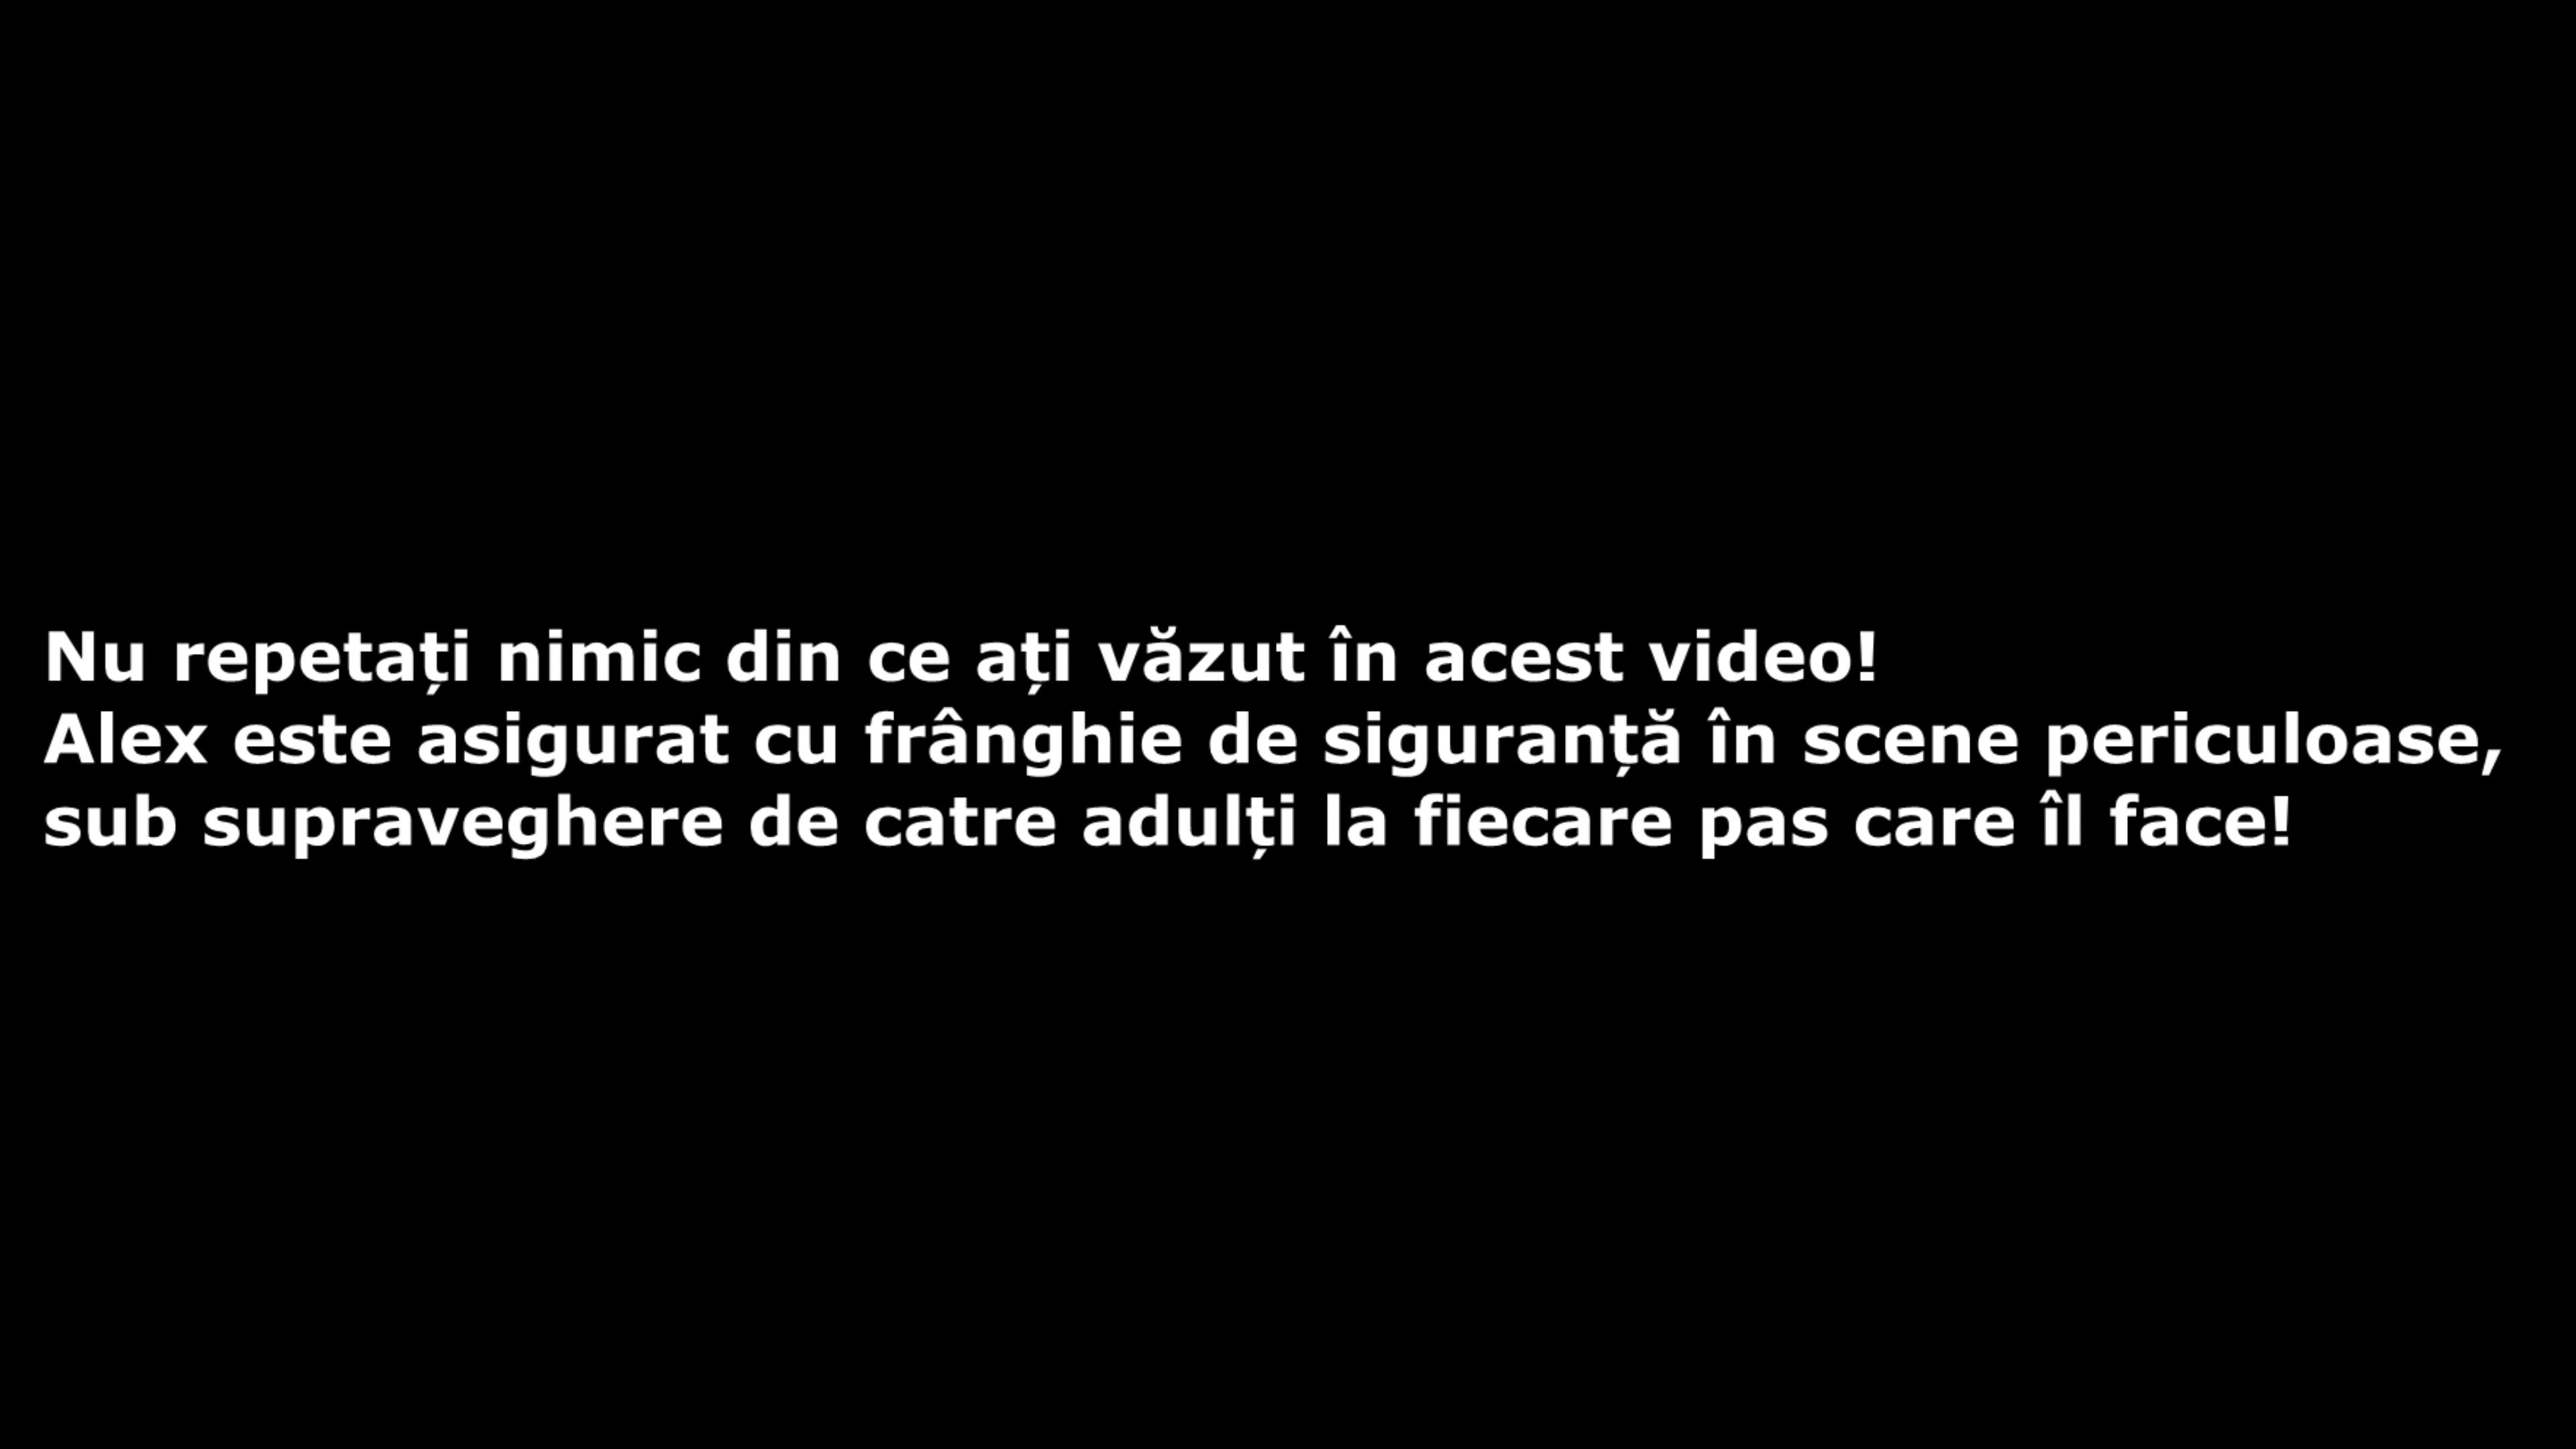 Nu repetați nimic din ce ați văzut în acest video!
Alex este asigurat cu frânghie de siguranță în scene periculoase,
sub supraveghere de catre adulți la fiecare pas care îl face!